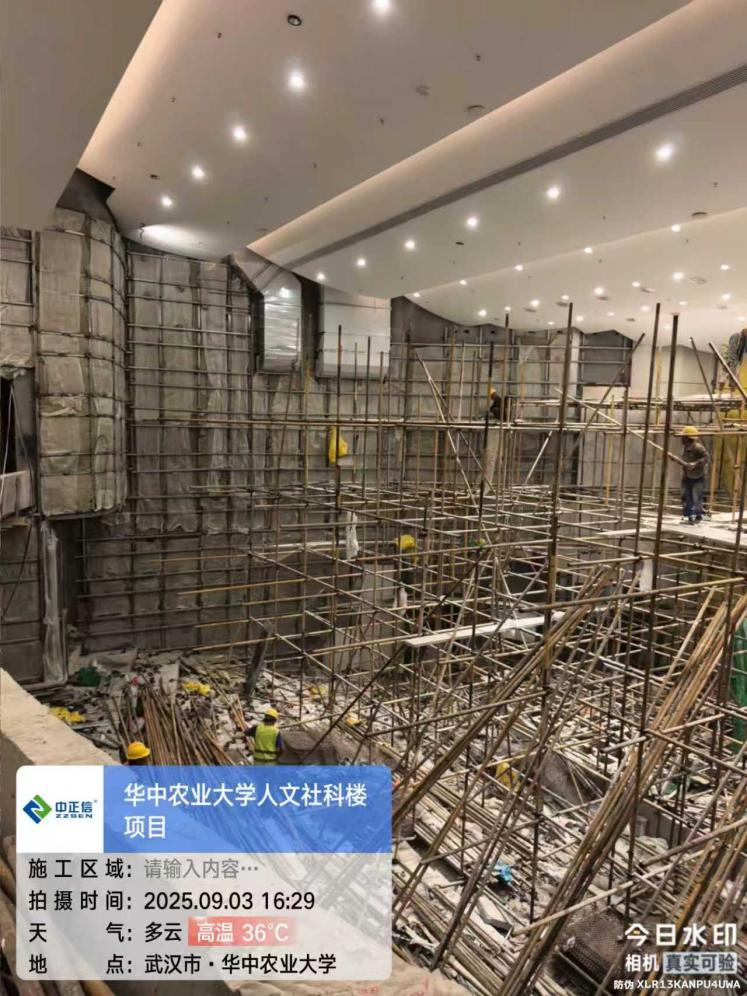 中正信®
ZZSEN
华中农业大学人文社科楼
项目
施工区域: 请输入内容…
拍摄时间: 2025.09.03 16:29
天气: 多云 高温 36°C
地点: 武汉市·华中农业大学
今日水印
相机 真实可验
防伪 XLR13KANPU4UWA